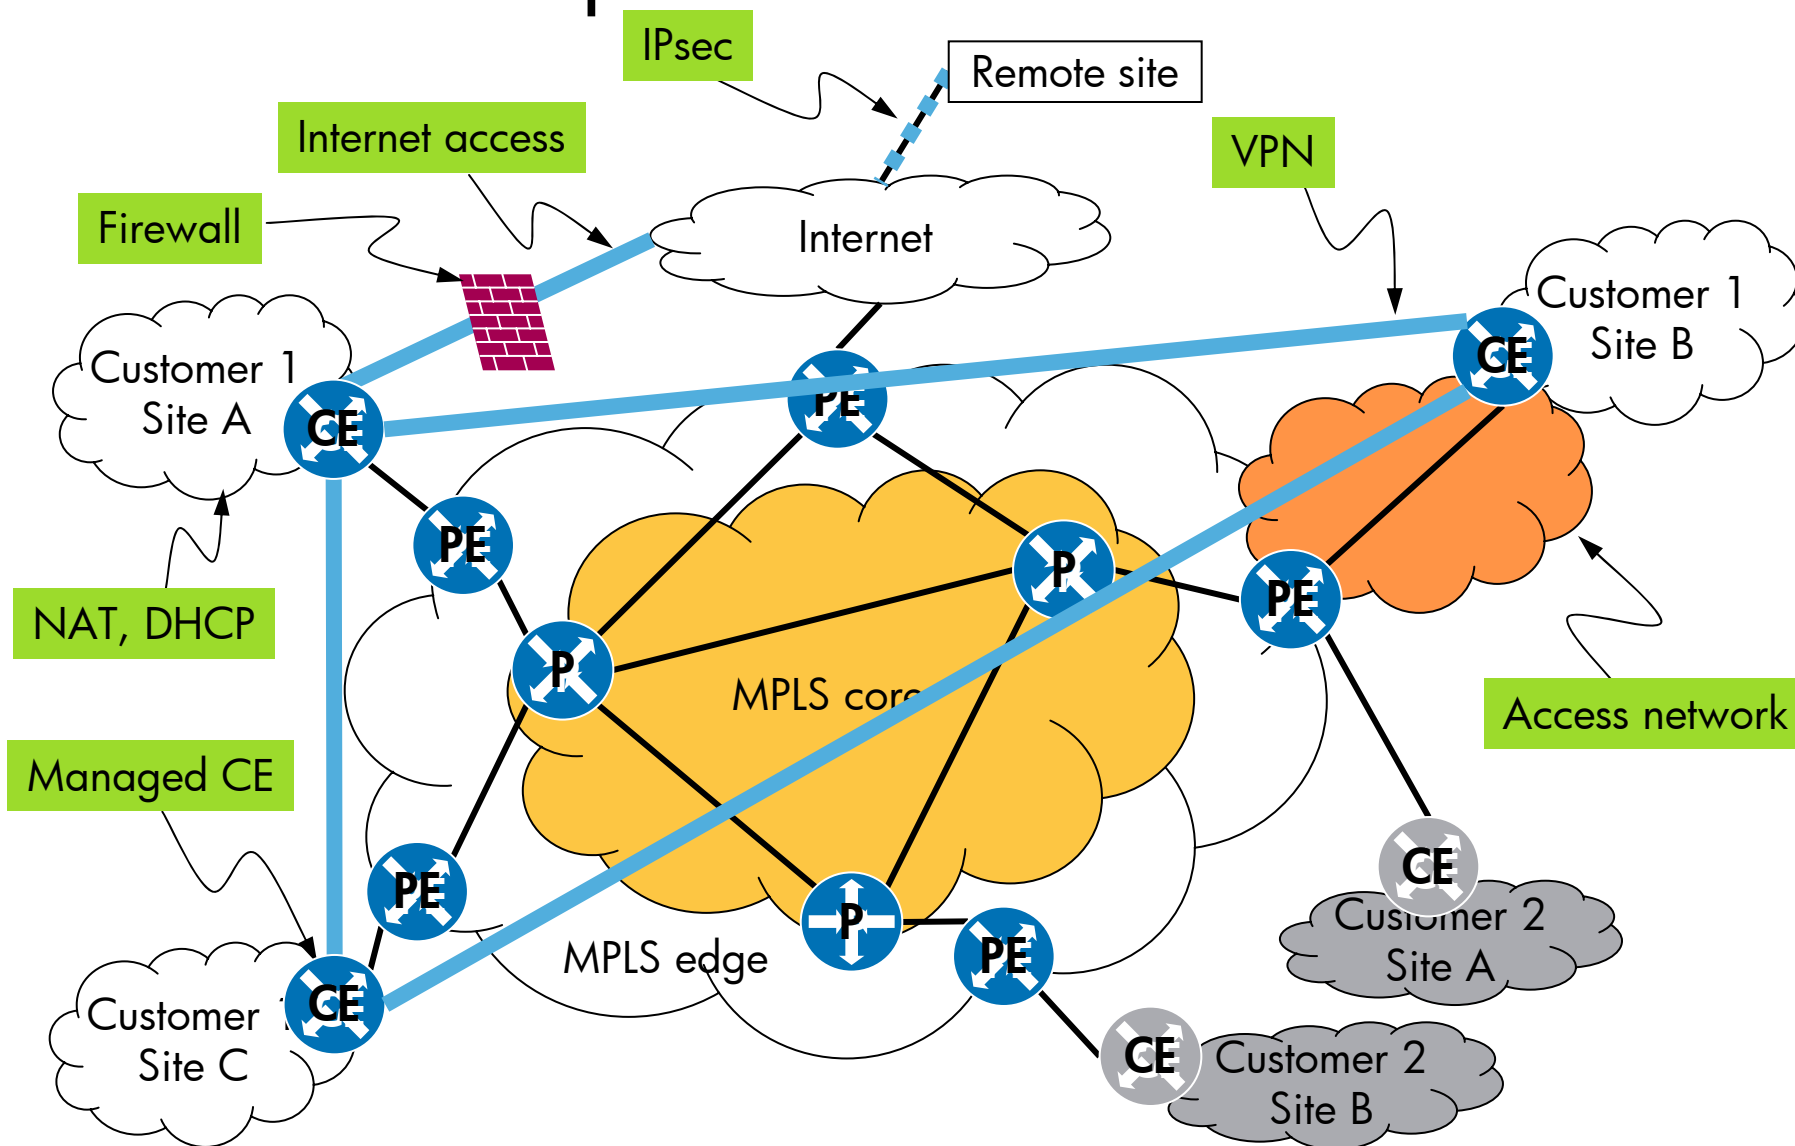 IPsec
Remote site
Internet access
VPN
Firewall
Internet
Customer 1
Site B
CE
Customer 1
Site A
CE
PE
PE
P
PE
NAT, DHCP
P
MPLS core
Access network
Managed CE
PE
CE
P
Customer 2
Site A
MPLS edge
PE
Customer 1
Site C
CE
CE
Customer 2
Site B